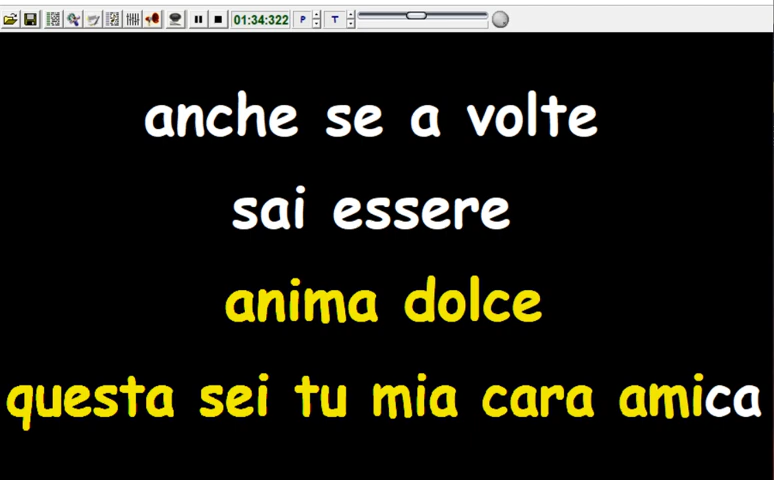 01:34:322 P T
anche se a volte
sai essere
anima dolce
questa sei tu mia cara amica